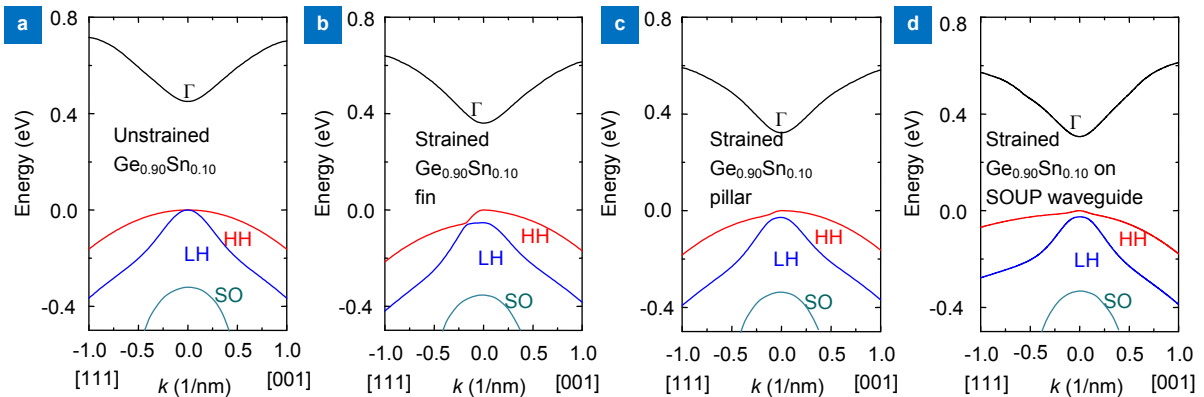 a
0.8
0.4
0.0
-0.4
Energy (eV)
Γ
Unstrained
Ge0.90Sn0.10
HH
LH
SO
-1.0 -0.5 0.0 0.5 1.0
[111] k (1/nm) [001]
b
0.8
0.4
0.0
-0.4
Energy (eV)
Γ
Strained
Ge0.90Sn0.10
fin
HH
LH
SO
-1.0 -0.5 0.0 0.5 1.0
[111] k (1/nm) [001]
c
0.8
0.4
0.0
-0.4
Energy (eV)
Γ
Strained
Ge0.90Sn0.10
pillar
HH
LH
SO
-1.0 -0.5 0.0 0.5 1.0
[111] k (1/nm) [001]
d
0.8
0.4
0.0
-0.4
Energy (eV)
Γ
Strained
Ge0.90Sn0.10 on
SOUP waveguide
HH
LH
SO
-1.0 -0.5 0.0 0.5 1.0
[111] k (1/nm) [001]